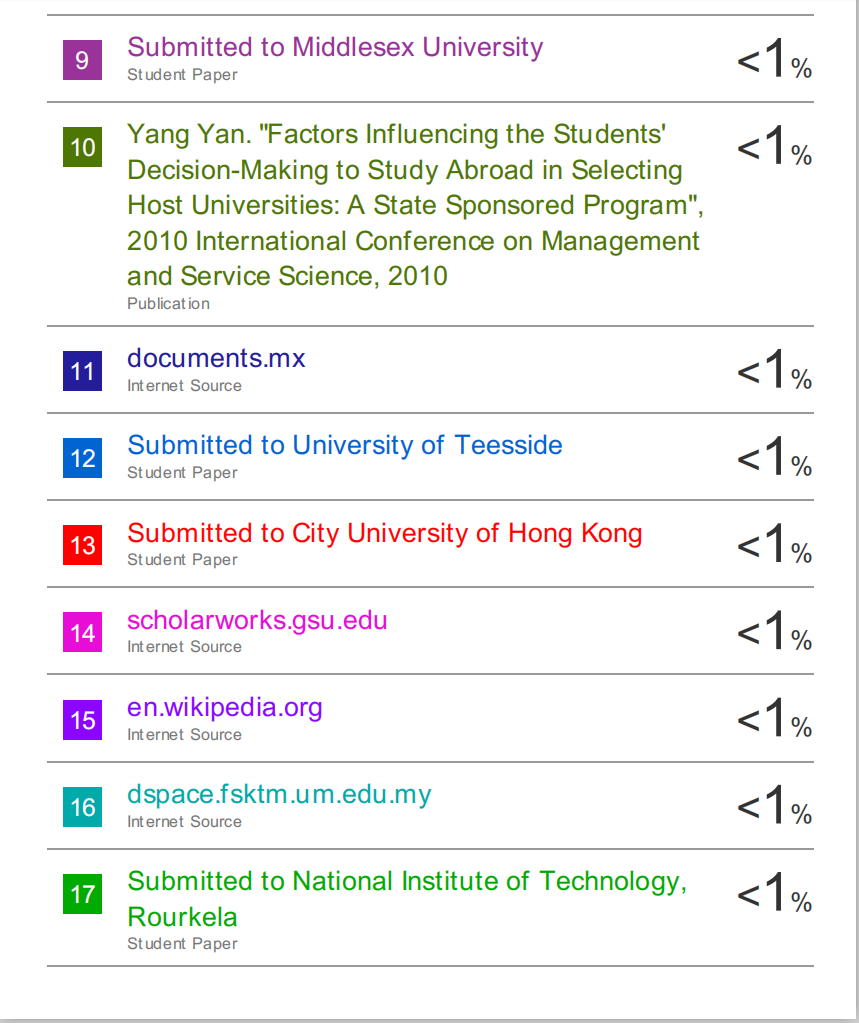 9 Submitted to Middlesex University <1%
Student Paper
10 Yang Yan. "Factors Influencing the Students' <1%
Decision-Making to Study Abroad in Selecting
Host Universities: A State Sponsored Program",
2010 International Conference on Management
and Service Science, 2010
Publication
11 documents.mx <1%
Internet Source
12 Submitted to University of Teesside <1%
Student Paper
13 Submitted to City University of Hong Kong <1%
Student Paper
14 scholarworks.gsu.edu <1%
Internet Source
15 en.wikipedia.org <1%
Internet Source
16 dspace.fsktm.um.edu.my <1%
Internet Source
17 Submitted to National Institute of Technology, <1%
Rourkela
Student Paper